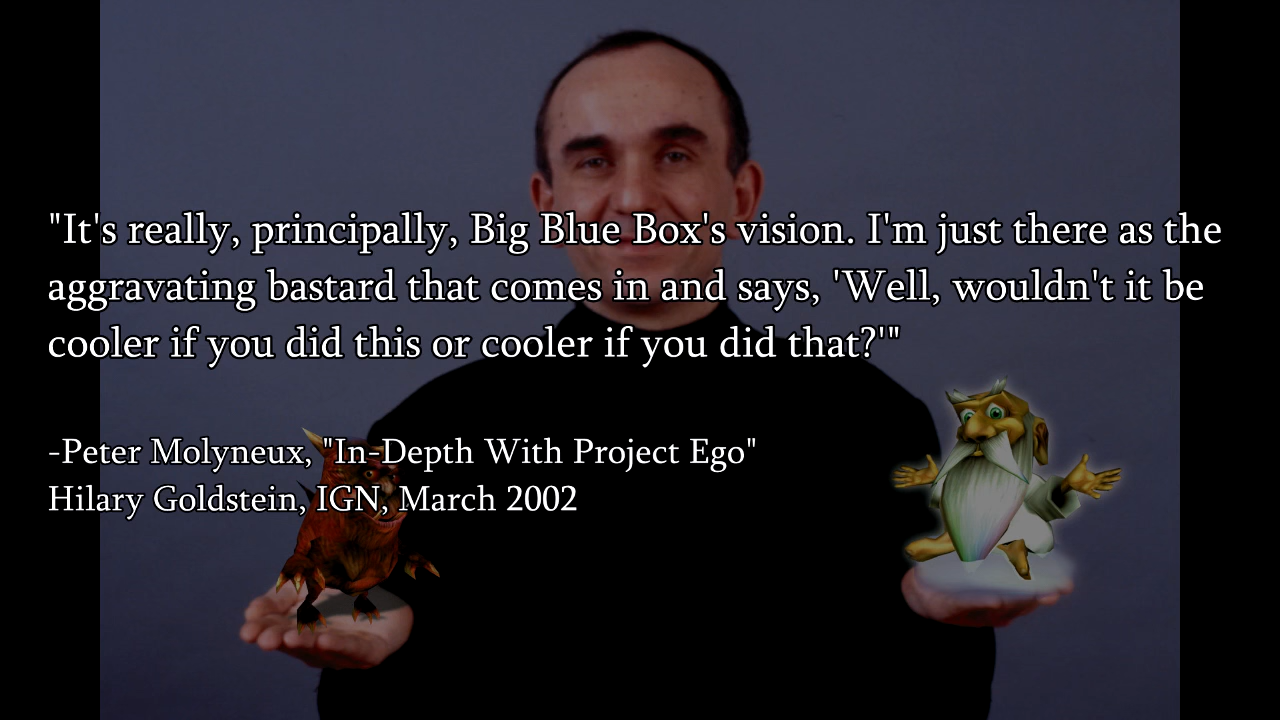 "It's really, principally, Big Blue Box's vision. I'm just there as the
aggravating bastard that comes in and says, 'Well, wouldn't it be
cooler if you did this or cooler if you did that?'"
-Peter Molyneux, "In-Depth With Project Ego"
Hilary Goldstein, IGN, March 2002